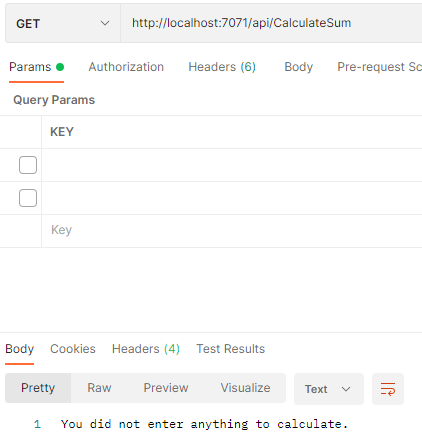 GET http://localhost:7071/api/CalculateSum
Params Authorization Headers (6) Body Pre-request Sc
Query Params
KEY
Key
Body Cookies Headers (4) Test Results
Pretty Raw Preview Visualize Text
1 You did not enter anything to calculate.